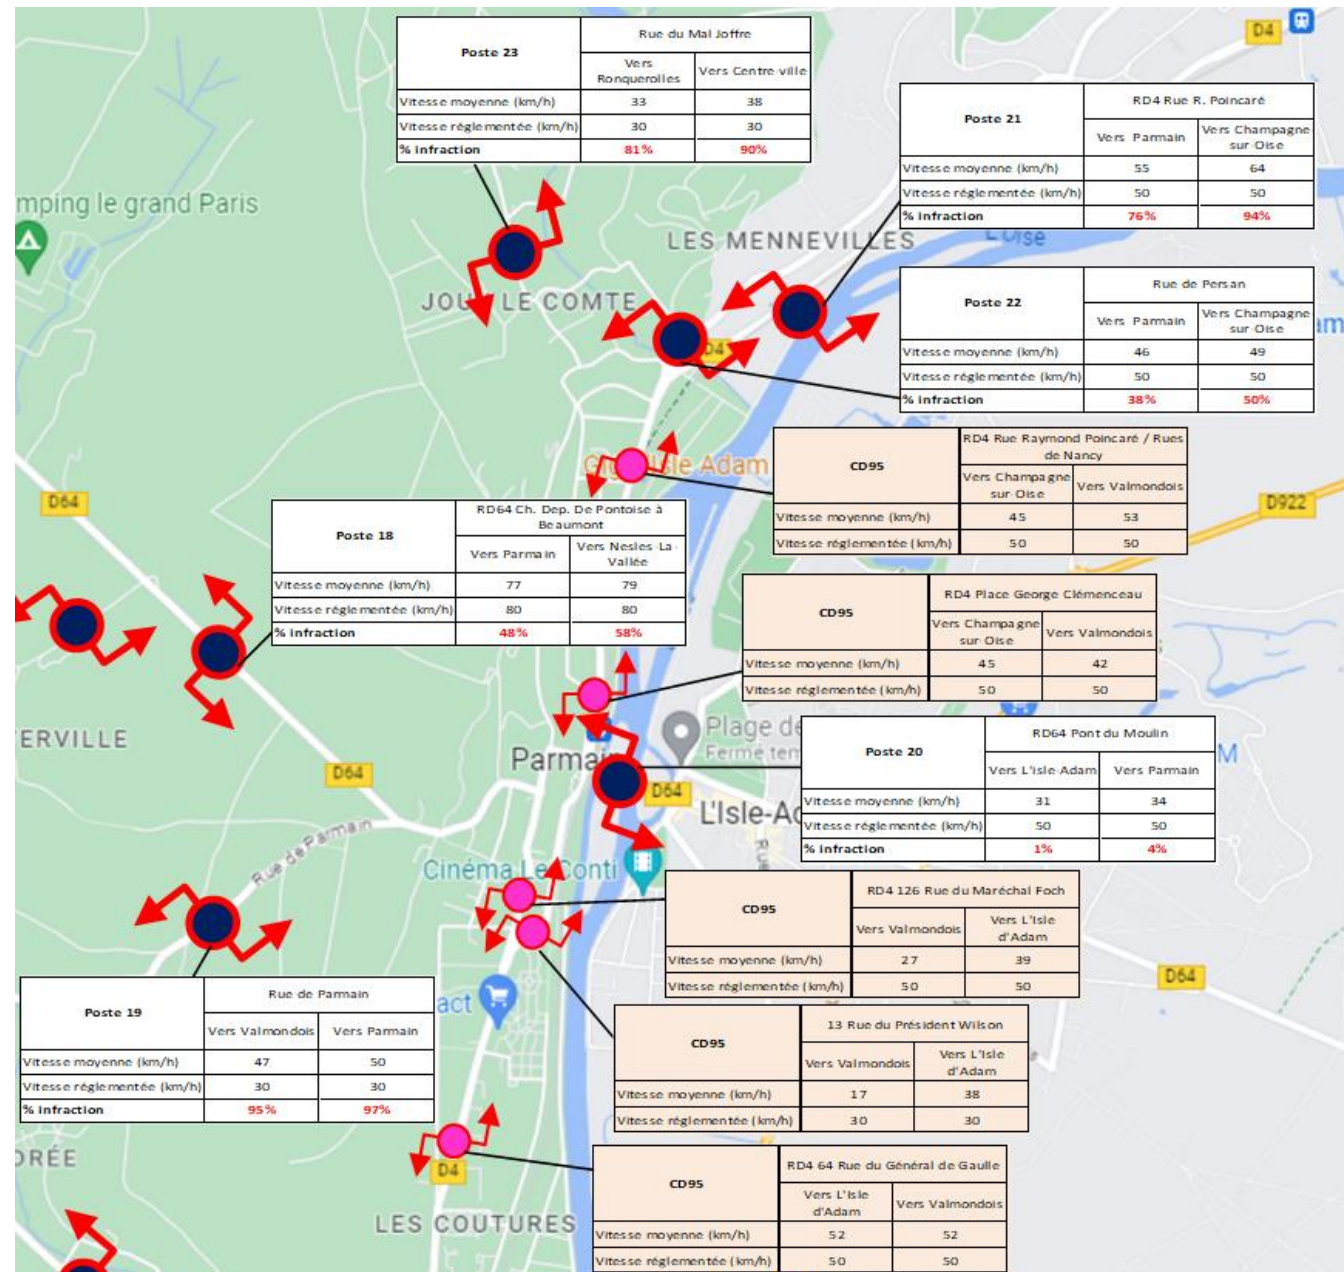 Poste 23
Rue du Mal Joffre
Vers Ronquerolles
Vers Centre-ville
Vitesse moyenne (km/h) 33 38
Vitesse réglementée (km/h) 30 30
% infraction 81% 90%
D4
Poste 21
RD4 Rue R. Poincaré
Vers Parmain
Vers Champagne sur Oise
Vitesse moyenne (km/h) 55 64
Vitesse réglementée (km/h) 50 50
% infraction 76% 94%
mping le grand Paris
LES MENNEVILLES
L'Oise
JOUY LE COMTE
D4
Poste 22
Rue de Persan
Vers Parmain
Vers Champagne sur Oise
Vitesse moyenne (km/h) 46 49
Vitesse réglementée (km/h) 50 50
% infraction 38% 50%
am
Isle Adam
CD95
RD4 Rue Raymond Poincaré / Rues de Nancy
Vers Champagne sur Oise
Vers Valmondois
Vitesse moyenne (km/h) 45 53
Vitesse réglementée (km/h) 50 50
D64
D922
Poste 18
RD64 Ch. Dep. De Pontoise à Beaumont
Vers Parmain
Vers Nesles-La-Vallée
Vitesse moyenne (km/h) 77 79
Vitesse réglementée (km/h) 80 80
% infraction 48% 58%
CD95
RD4 Place George Clémenceau
Vers Champagne sur Oise
Vers Valmondois
Vitesse moyenne (km/h) 45 42
Vitesse réglementée (km/h) 50 50
ERVILLE
Parmain
Plage de
Fermé tem
D64
D64
L'Isle-Ad
M
Poste 20
RD64 Pont du Moulin
Vers L'Isle-Adam
Vers Parmain
Vitesse moyenne (km/h) 31 34
Vitesse réglementée (km/h) 50 50
% infraction 1% 4%
Rue de Parmain
Rue
Cinéma Le Conti
CD95
RD4 126 Rue du Maréchal Foch
Vers Valmondois
Vers L'Isle d'Adam
Vitesse moyenne (km/h) 27 39
Vitesse réglementée (km/h) 50 50
D64
Poste 19
Rue de Parmain
Vers Valmondois
Vers Parmain
Vitesse moyenne (km/h) 47 50
Vitesse réglementée (km/h) 30 30
% infraction 95% 97%
act
CD95
13 Rue du Président Wilson
Vers Valmondois
Vers L'Isle d'Adam
Vitesse moyenne (km/h) 17 38
Vitesse réglementée (km/h) 30 30
ORÉE
D4
LES COUTURES
CD95
RD4 64 Rue du Général de Gaulle
Vers L'Isle d'Adam
Vers Valmondois
Vitesse moyenne (km/h) 52 52
Vitesse réglementée (km/h) 50 50